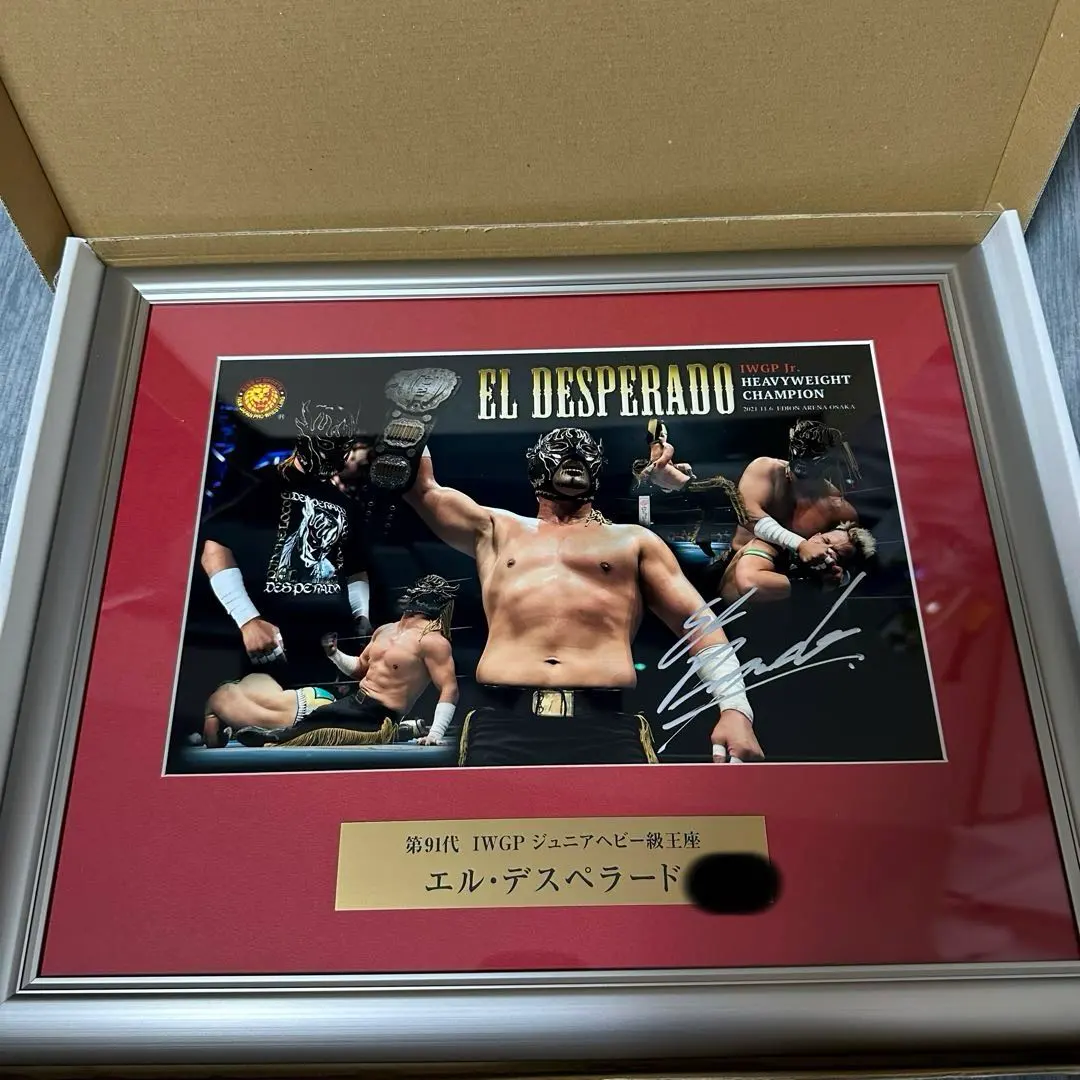 EL DESPERADO
IWGP Jr.
HEAVYWEIGHT
CHAMPION
2021.11.6 EDION ARENA OSAKA
IWGP
DESPERADO
第91代 IWGP ジュニアヘビー級王座
エル・デスペラード